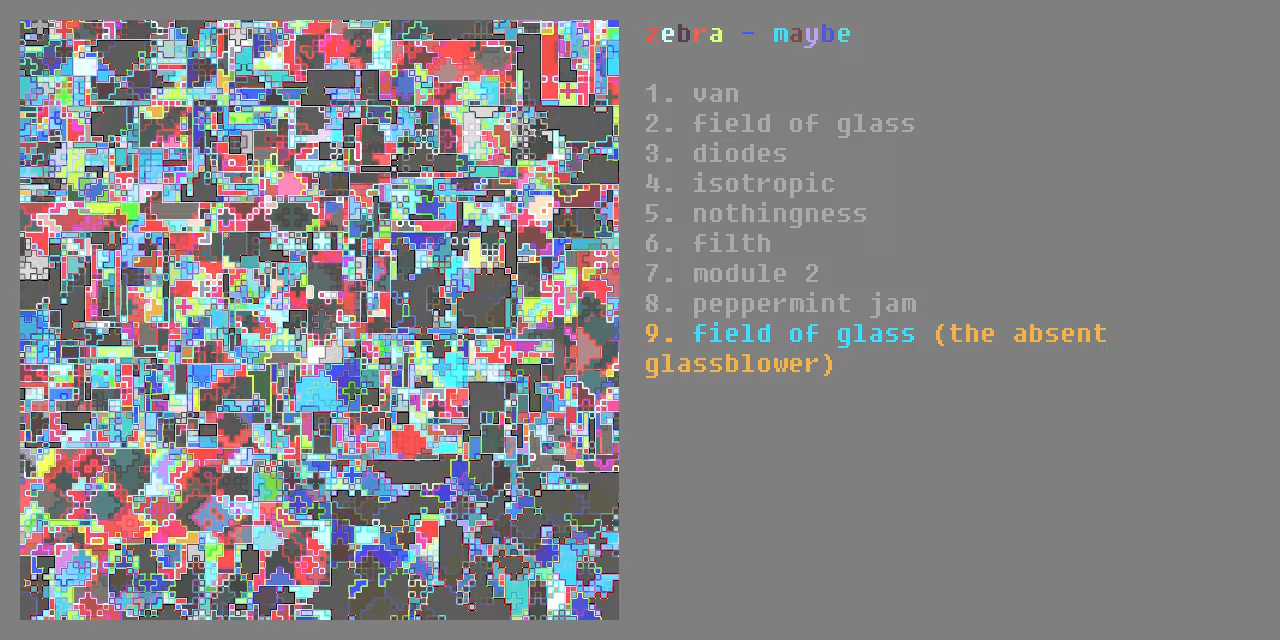 zebra - maybe
1. van
2. field of glass
3. diodes
4. isotropic
5. nothingness
6. filth
7. module 2
8. peppermint jam
9. field of glass (the absent
glassblower)